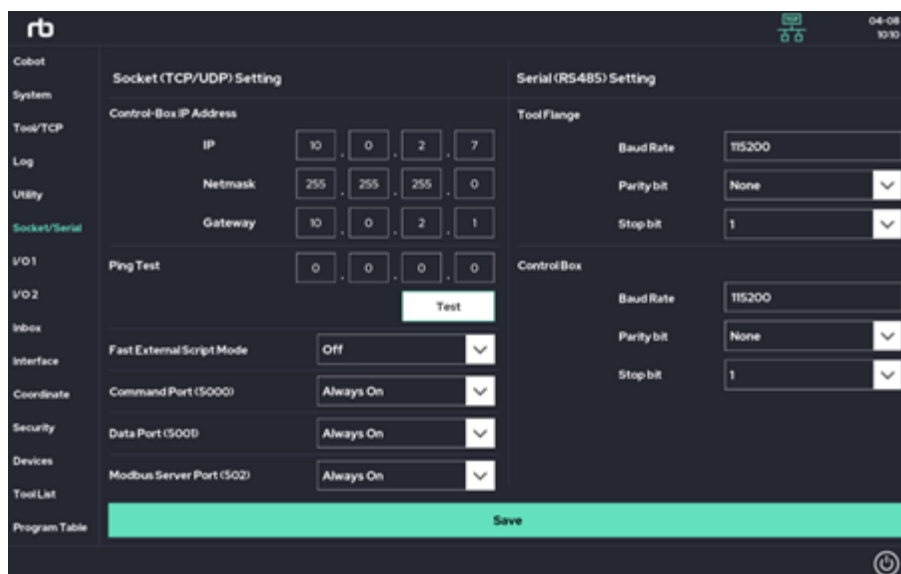 rb
TCP
04-08
10:10
Cobot
System
Tool/TCP
Log
Utility
Socket/Serial
I/O 1
I/O 2
Inbox
Interface
Coordinate
Security
Devices
Tool List
Program Table
Socket (TCP/UDP) Setting
Control-Box IP Address
IP 10 . 0 . 2 . 7
Netmask 255 . 255 . 255 . 0
Gateway 10 . 0 . 2 . 1
Ping Test 0 . 0 . 0 . 0
Test
Fast External Script Mode Off
Command Port (5000) Always On
Data Port (5001) Always On
Modbus Server Port (502) Always On
Serial (RS485) Setting
Tool Flange
Baud Rate 115200
Parity bit None
Stop bit 1
Control Box
Baud Rate 115200
Parity bit None
Stop bit 1
Save